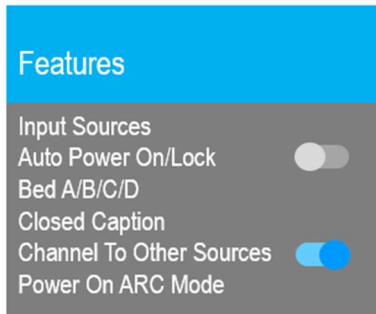 Features
Input Sources
Auto Power On/Lock
Bed A/B/C/D
Closed Caption
Channel To Other Sources
Power On ARC Mode